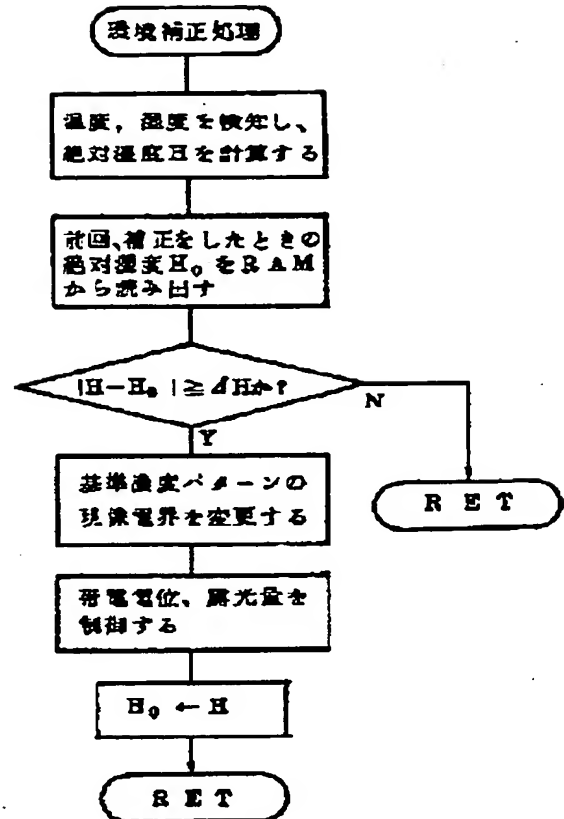 環境補正処理
温度，湿度を検知し、
絶対湿度Hを計算する
前回、補正をしたときの
絶対湿度H₀をRAM
から読み出す
|H－H₀|≧ΔHか?
N
Y
基準濃度パターンの
現像電界を変更する
RET
帯電電位、露光量を
制御する
H₀←H
RET